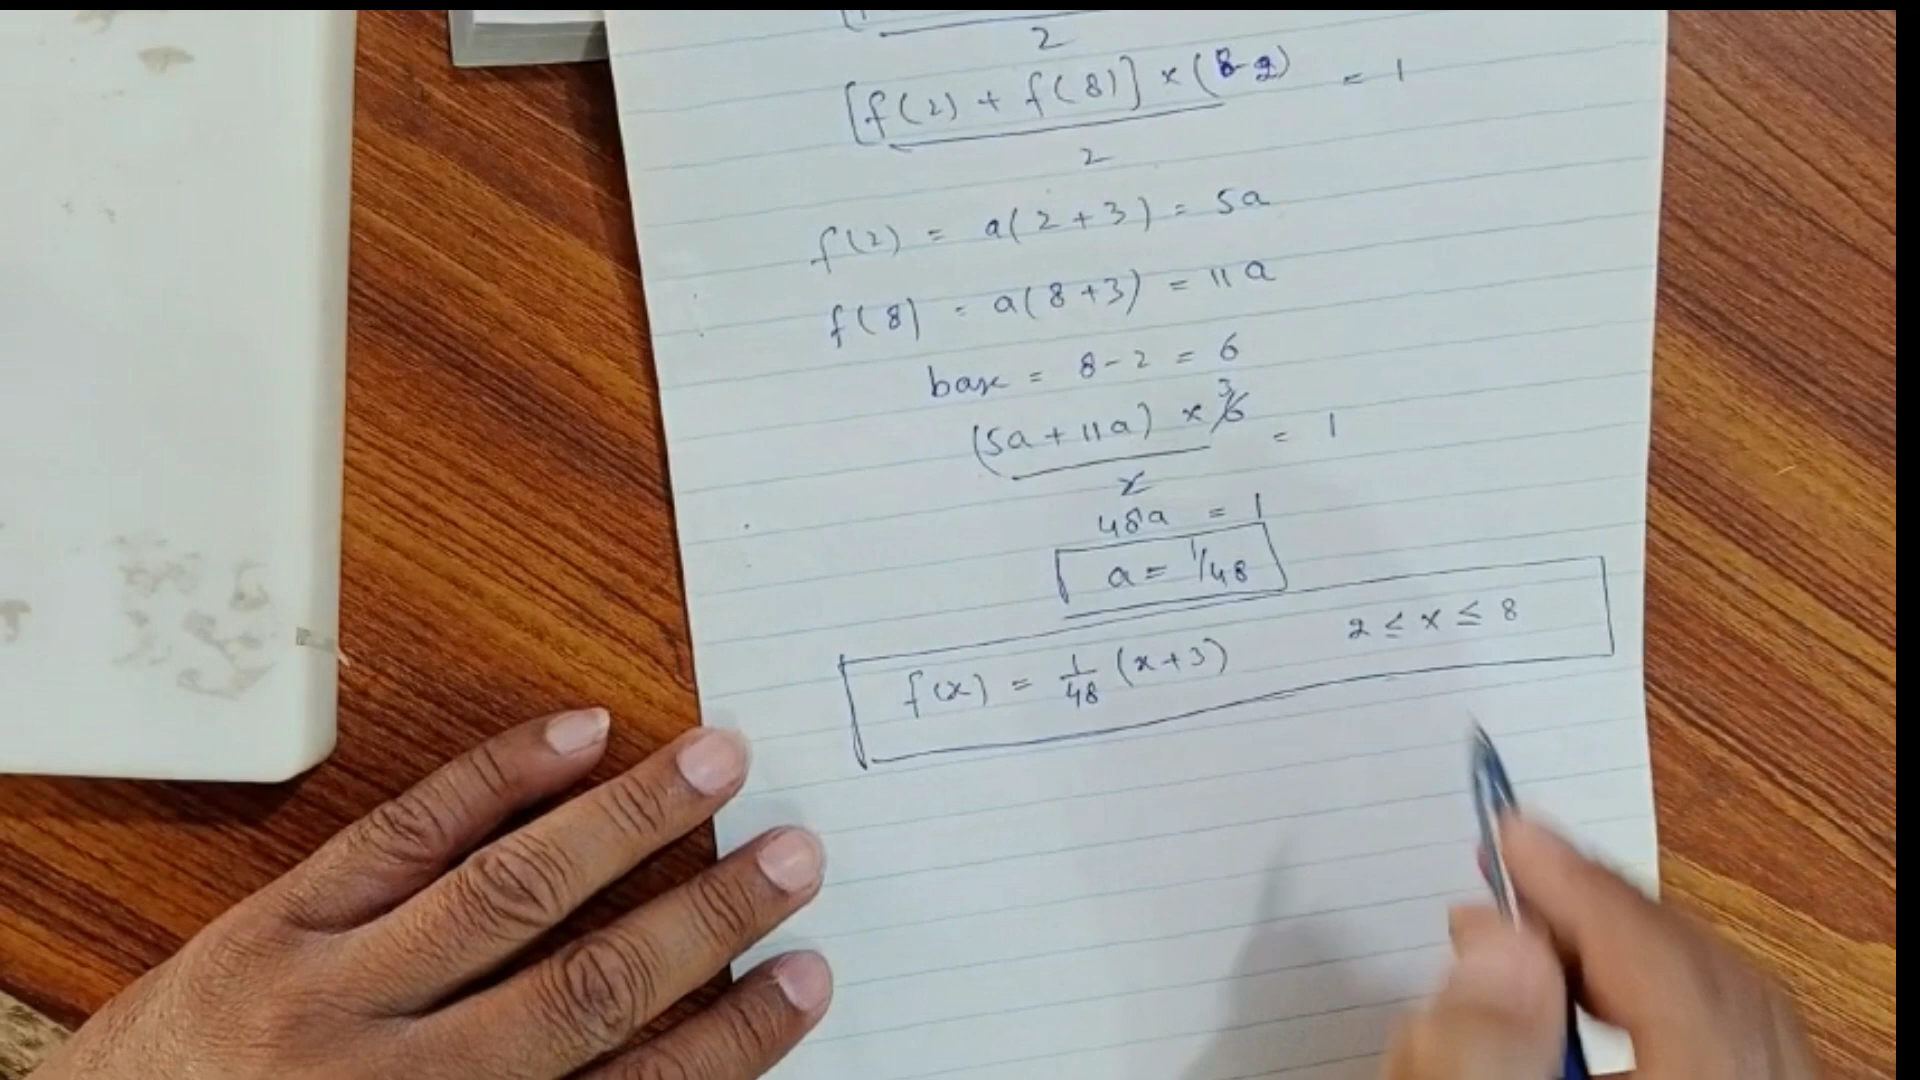 2
[f(2) + f(8)] × (8-2) = 1
2
f(2) = a(2+3) = 5a
f(8) = a(8+3) = 11a
base = 8-2 = 6
3
(5a + 11a) × 6 = 1
2
48a = 1
a = 1/48
f(x) = 1/48 (x+3) 2 ≤ x ≤ 8